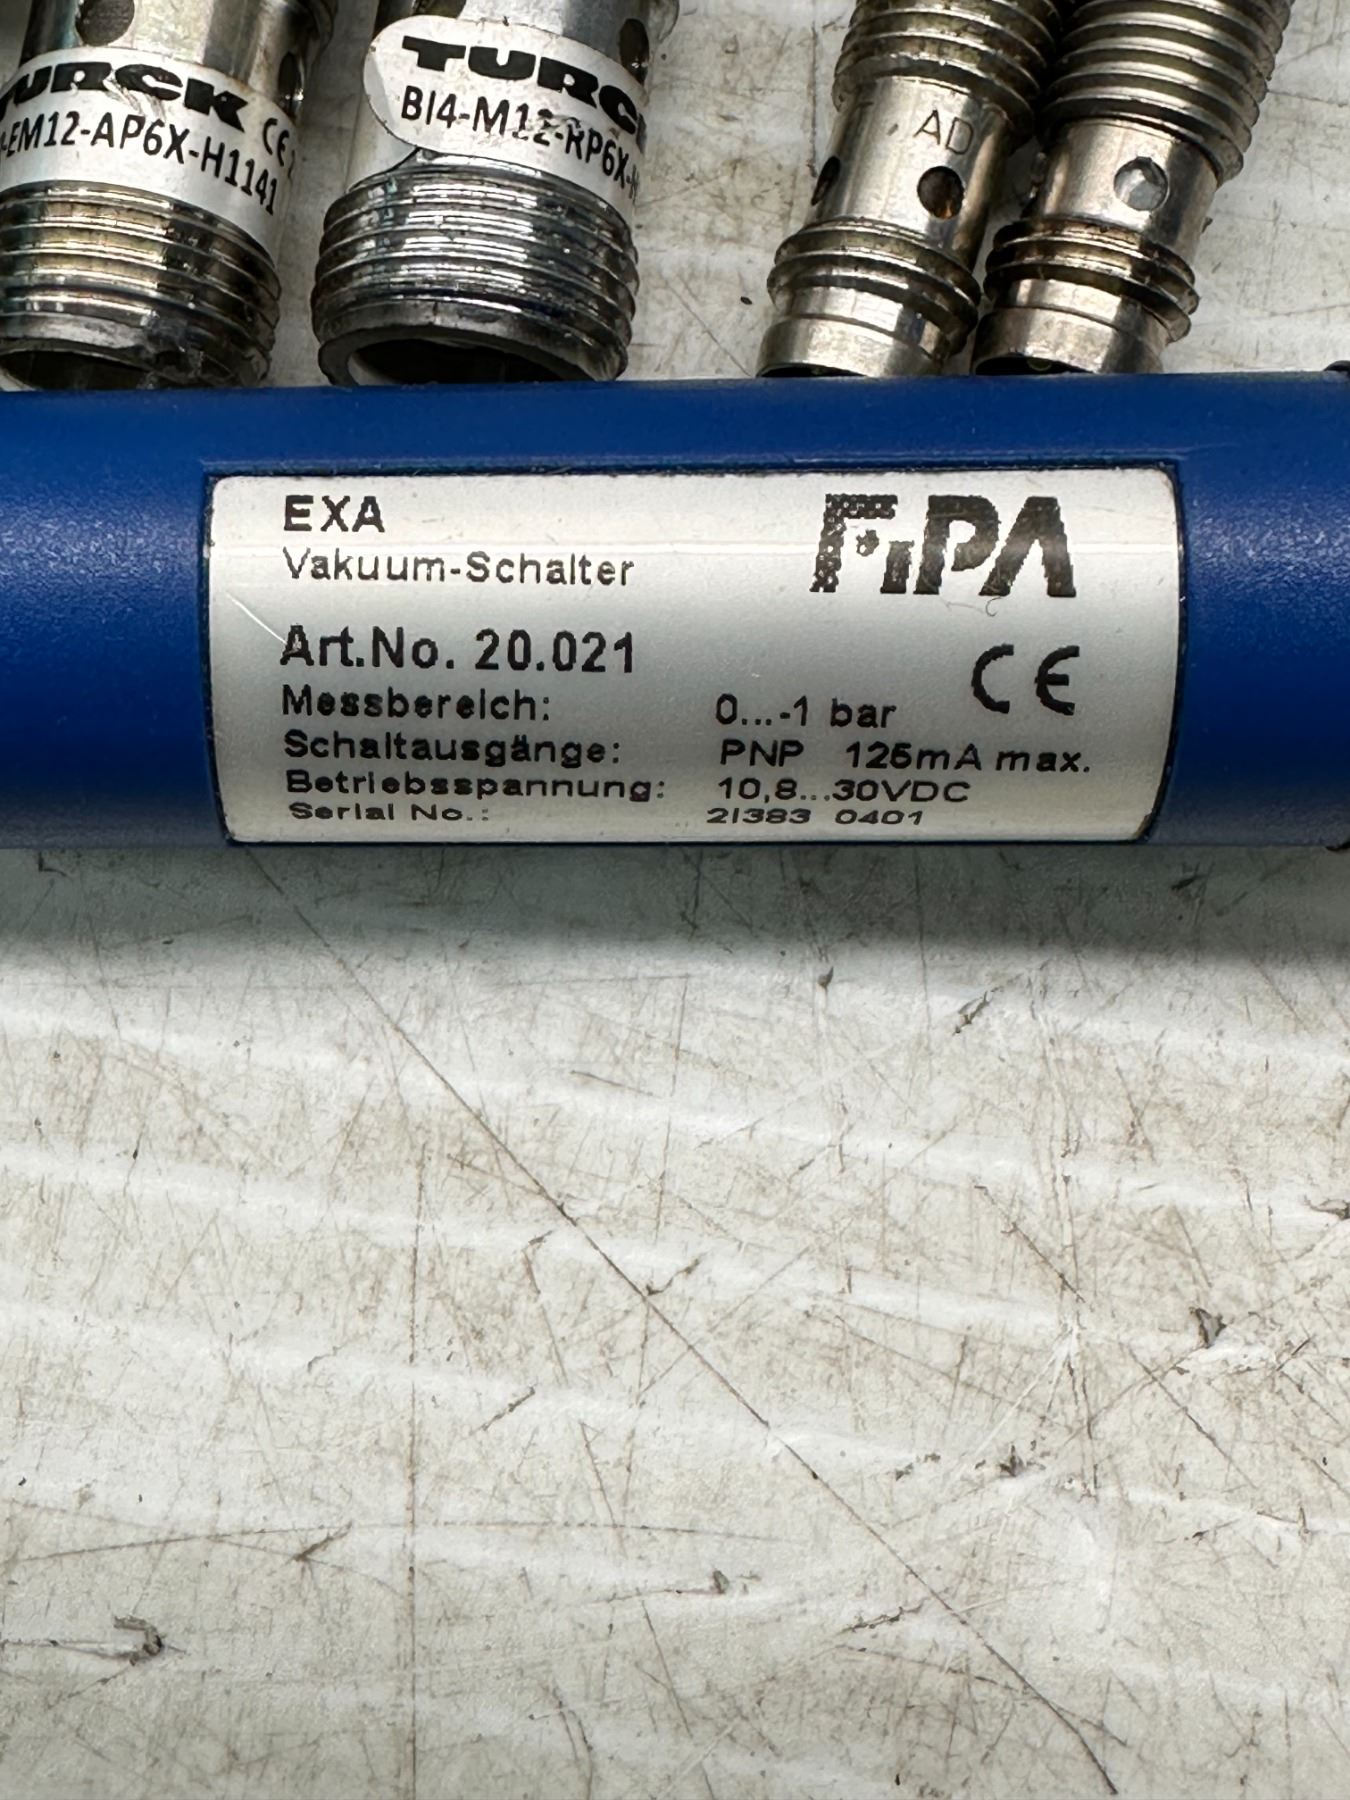 TURCK
-EM12-AP6X-H1141
CE
TURCK
BI4-M12-RP6X-H
AD
EXA
FIPA
Vakuum-Schalter
Art.No. 20.021
CE
Messbereich: 0...-1 bar
Schaltausgänge: PNP 125mA max.
Betriebsspannung: 10,8...30VDC
Serial No.: 21383 0401